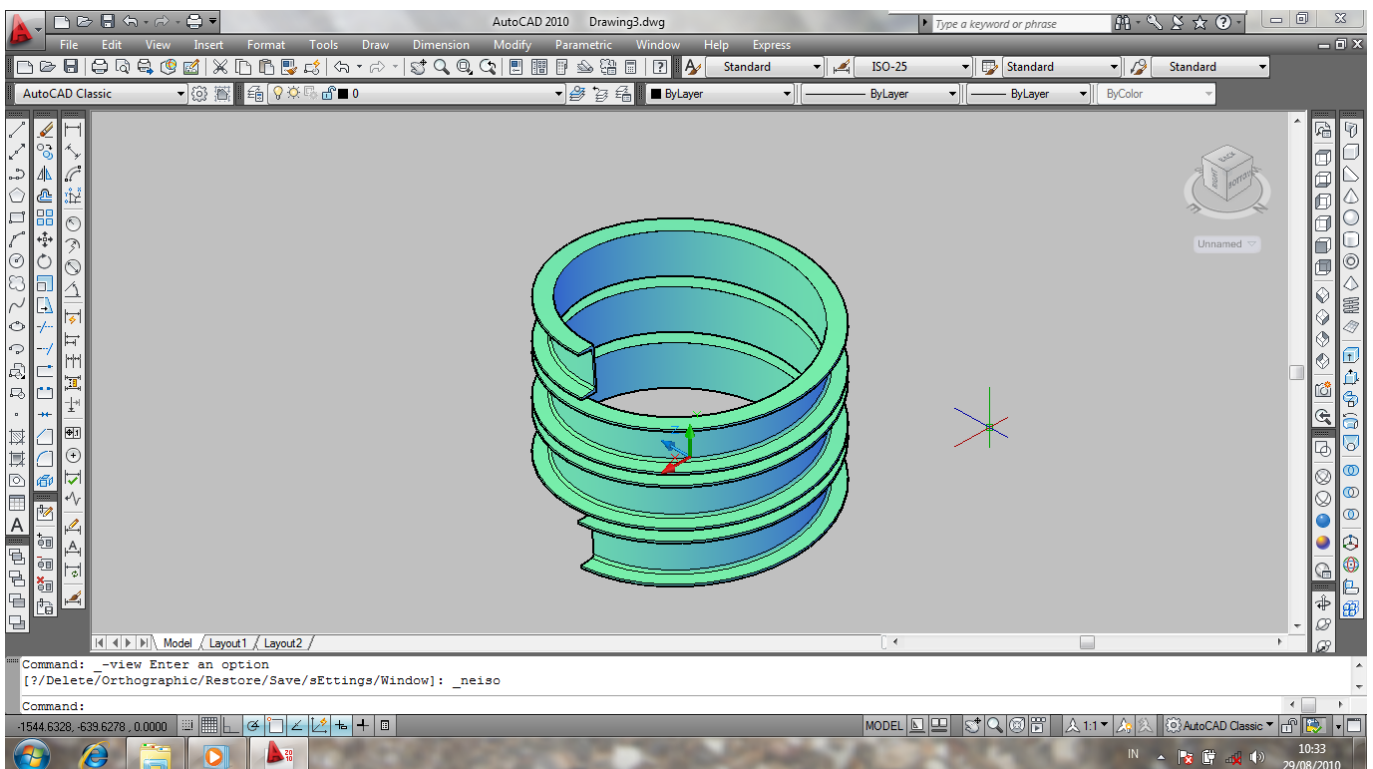 AutoCAD 2010 Drawing3.dwg
Type a keyword or phrase
File Edit View Insert Format Tools Draw Dimension Modify Parametric Window Help Express
Standard ISO-25 Standard Standard
AutoCAD Classic 0 ByLayer ByLayer ByLayer ByColor
BACK
RIGHT
BOTTOM
Unnamed
Model Layout1 Layout2
Command: _-view Enter an option
[?/Delete/Orthographic/Restore/Save/sEttings/Window]: _neiso
Command:
-1544.6328, -639.6278 , 0.0000 MODEL 1:1 AutoCAD Classic
IN 10:33
29/08/2010